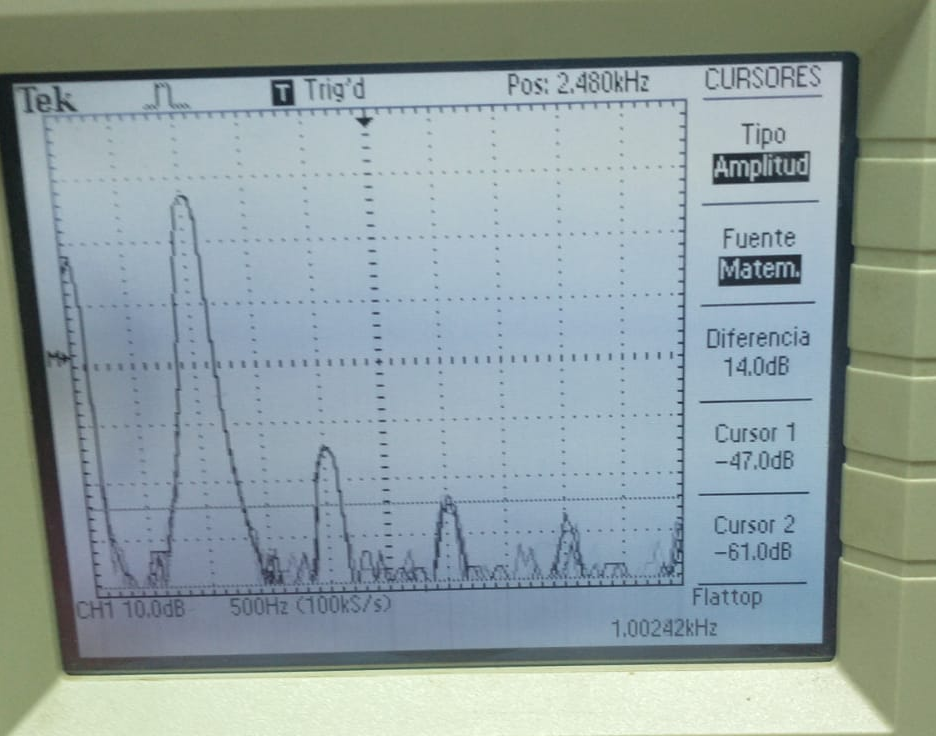 Tek T Trig'd Pos: 2.480kHz CURSORES
Tipo
Amplitud
Fuente
Matem.
M
Diferencia
14.0dB
Cursor 1
-47.0dB
Cursor 2
-61.0dB
CH1 10.0dB 500Hz (100kS/s) Flattop
1.00242kHz